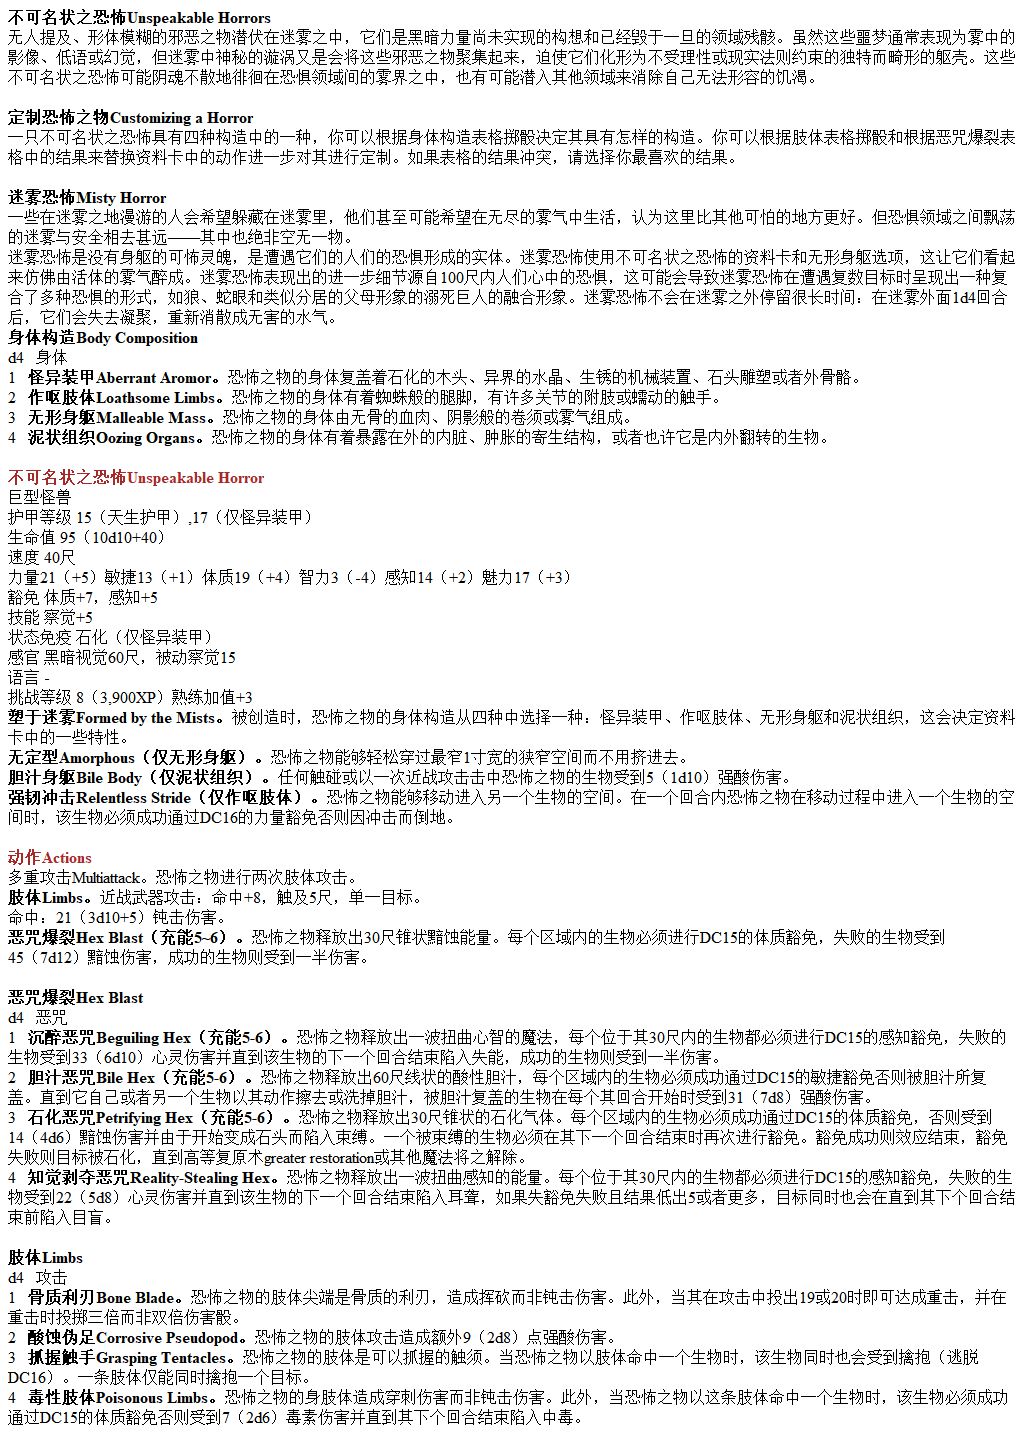 不可名状之恐怖Unspeakable Horrors
无人提及、形体模糊的邪恶之物潜伏在迷雾之中，它们是黑暗力量尚未实现的构想和已经毁于一旦的领域残骸。虽然这些噩梦通常表现为雾中的
影像、低语或幻觉，但迷雾中神秘的漩涡又是会将这些邪恶之物聚集起来，迫使它们化形为不受理性或现实法则约束的独特而畸形的躯壳。这些
不可名状之恐怖可能阴魂不散地徘徊在恐惧领域间的雾界之中，也有可能潜入其他领域来消除自己无法形容的饥渴。
定制恐怖之物Customizing a Horror
一只不可名状之恐怖具有四种构造中的一种，你可以根据身体构造表格掷骰决定其具有怎样的构造。你可以根据肢体表格掷骰和根据恶咒爆裂表
格中的结果来替换资料卡中的动作进一步对其进行定制。如果表格的结果冲突，请选择你最喜欢的结果。
迷雾恐怖Misty Horror
一些在迷雾之地漫游的人会希望躲藏在迷雾里，他们甚至可能希望在无尽的雾气中生活，认为这里比其他可怕的地方更好。但恐惧领域之间飘荡
的迷雾与安全相去甚远——其中也绝非空无一物。
迷雾恐怖是没有身躯的可怖灵魄，是遭遇它们的人们的恐惧形成的实体。迷雾恐怖使用不可名状之恐怖的资料卡和无形身躯选项，这让它们看起
来仿佛由活体的雾气酿成。迷雾恐怖表现出的进一步细节源自100尺内人们心中的恐惧，这可能会导致迷雾恐怖在遭遇复数目标时呈现出一种复
合了多种恐惧的形式，如狼、蛇眼和类似分居的父母形象的溺死巨人的融合形象。迷雾恐怖不会在迷雾之外停留很长时间：在迷雾外面1d4回合
后，它们会失去凝聚，重新消散成无害的水气。
身体构造Body Composition
d4 身体
1 怪异装甲Aberrant Aromor。恐怖之物的身体复盖着石化的木头、异界的水晶、生锈的机械装置、石头雕塑或者外骨骼。
2 作呕肢体Loathsome Limbs。恐怖之物的身体有着蜘蛛般的腿脚，有许多关节的附肢或蠕动的触手。
3 无形身躯Malleable Mass。恐怖之物的身体由无骨的血肉、阴影般的卷须或雾气组成。
4 泥状组织Oozing Organs。恐怖之物的身体有着暴露在外的内脏、肿胀的寄生结构，或者也许它是内外翻转的生物。
不可名状之恐怖Unspeakable Horror
巨型怪兽
护甲等级 15（天生护甲）,17（仅怪异装甲）
生命值 95（10d10+40）
速度 40尺
力量21（+5）敏捷13（+1）体质19（+4）智力3（-4）感知14（+2）魅力17（+3）
豁免 体质+7，感知+5
技能 察觉+5
状态免疫 石化（仅怪异装甲）
感官 黑暗视觉60尺，被动察觉15
语言 -
挑战等级 8（3,900XP）熟练加值+3
塑于迷雾Formed by the Mists。被创造时，恐怖之物的身体构造从四种中选择一种：怪异装甲、作呕肢体、无形身躯和泥状组织，这会决定资料
卡中的一些特性。
无定型Amorphous（仅无形身躯）。恐怖之物能够轻松穿过最窄1寸宽的狭窄空间而不用挤进去。
胆汁身躯Bile Body（仅泥状组织）。任何触碰或以一次近战攻击击中恐怖之物的生物受到5（1d10）强酸伤害。
强韧冲击Relentless Stride（仅作呕肢体）。恐怖之物能够移动进入另一个生物的空间。在一个回合内恐怖之物在移动过程中进入一个生物的空
间时，该生物必须成功通过DC16的力量豁免否则因冲击而倒地。
动作Actions
多重攻击Multiattack。恐怖之物进行两次肢体攻击。
肢体Limbs。近战武器攻击：命中+8，触及5尺，单一目标。
命中：21（3d10+5）钝击伤害。
恶咒爆裂Hex Blast（充能5~6）。恐怖之物释放出30尺锥状黯蚀能量。每个区域内的生物必须进行DC15的体质豁免，失败的生物受到
45（7d12）黯蚀伤害，成功的生物则受到一半伤害。
恶咒爆裂Hex Blast
d4 恶咒
1 沉醉恶咒Beguiling Hex（充能5-6）。恐怖之物释放出一波扭曲心智的魔法，每个位于其30尺内的生物都必须进行DC15的感知豁免，失败的
生物受到33（6d10）心灵伤害并直到该生物的下一个回合结束陷入失能，成功的生物则受到一半伤害。
2 胆汁恶咒Bile Hex（充能5-6）。恐怖之物释放出60尺线状的酸性胆汁，每个区域内的生物必须成功通过DC15的敏捷豁免否则被胆汁所复
盖。直到它自己或者另一个生物以其动作擦去或洗掉胆汁，被胆汁复盖的生物在每个其回合开始时受到31（7d8）强酸伤害。
3 石化恶咒Petrifying Hex（充能5-6）。恐怖之物释放出30尺锥状的石化气体。每个区域内的生物必须成功通过DC15的体质豁免，否则受到
14（4d6）黯蚀伤害并由于开始变成石头而陷入束缚。一个被束缚的生物必须在其下一个回合结束时再次进行豁免。豁免成功则效应结束，豁免
失败则目标被石化，直到高等复原术greater restoration或其他魔法将之解除。
4 知觉剥夺恶咒Reality-Stealing Hex。恐怖之物释放出一波扭曲感知的能量。每个位于其30尺内的生物都必须进行DC15的感知豁免，失败的生
物受到22（5d8）心灵伤害并直到该生物的下一个回合结束陷入耳聋，如果失豁免失败且结果低出5或者更多，目标同时也会在直到其下个回合结
束前陷入目盲。
肢体Limbs
d4 攻击
1 骨质利刃Bone Blade。恐怖之物的肢体尖端是骨质的利刃，造成挥砍而非钝击伤害。此外，当其在攻击中投出19或20时即可达成重击，并在
重击时投掷三倍而非双倍伤害骰。
2 酸蚀伪足Corrosive Pseudopod。恐怖之物的肢体攻击造成额外9（2d8）点强酸伤害。
3 抓握触手Grasping Tentacles。恐怖之物的肢体是可以抓握的触须。当恐怖之物以肢体命中一个生物时，该生物同时也会受到擒抱（逃脱
DC16）。一条肢体仅能同时擒抱一个目标。
4 毒性肢体Poisonous Limbs。恐怖之物的身肢体造成穿刺伤害而非钝击伤害。此外，当恐怖之物以这条肢体命中一个生物时，该生物必须成功
通过DC15的体质豁免否则受到7（2d6）毒素伤害并直到其下个回合结束陷入中毒。